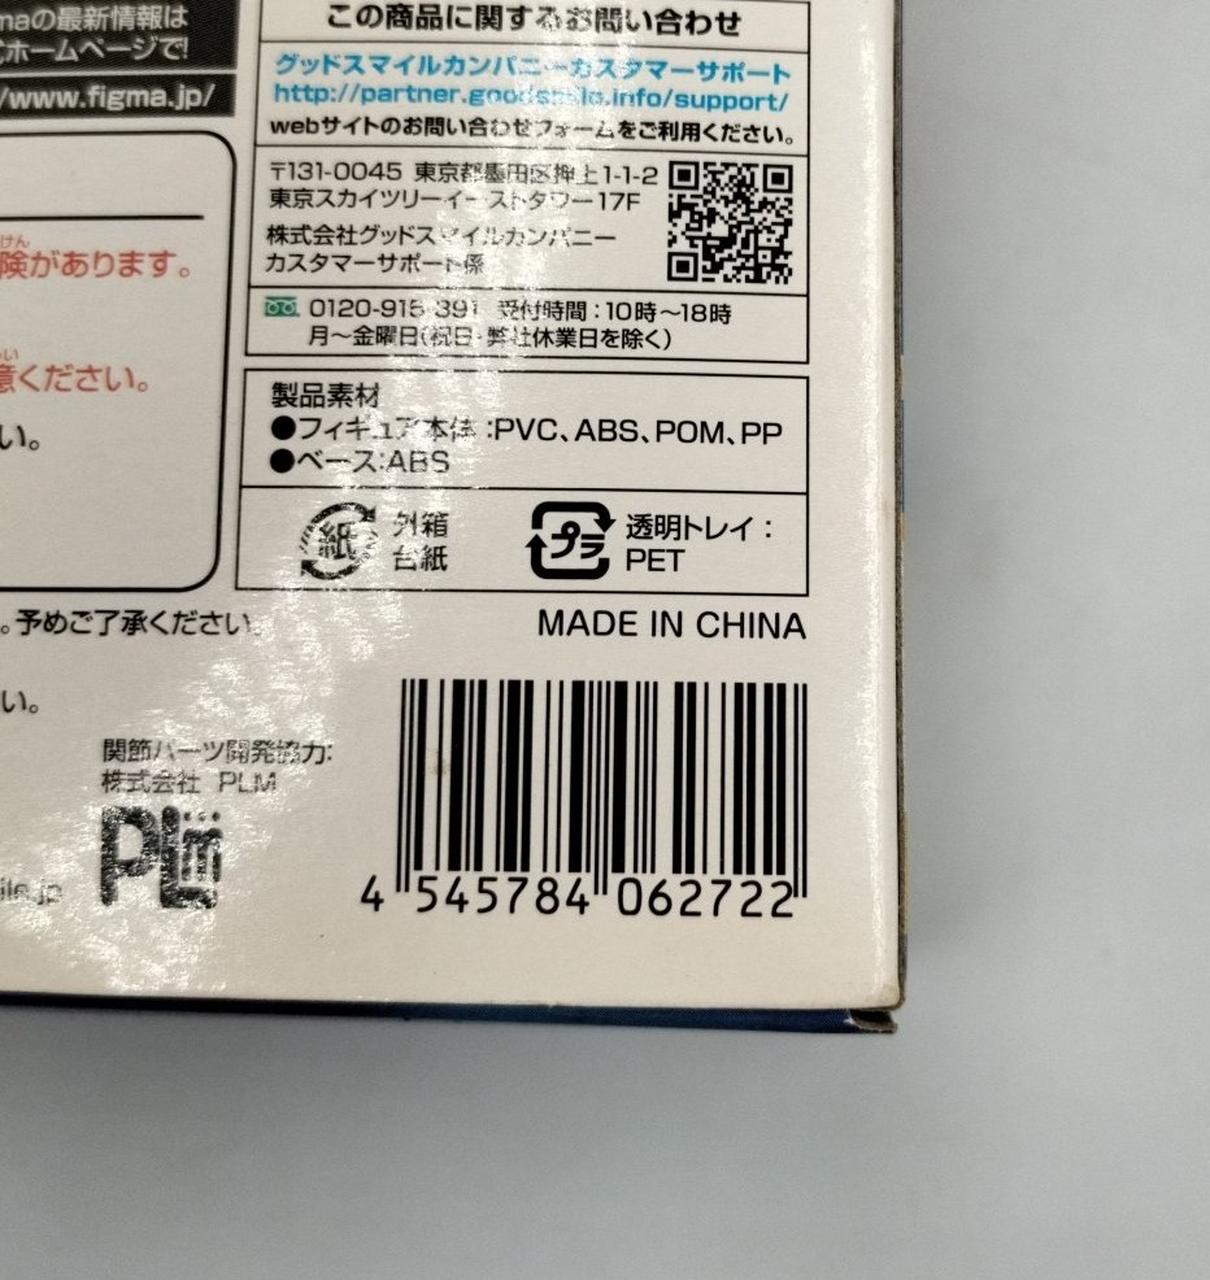 maの最新情報は
ホームページで!
/www.figma.jp/
この商品に関するお問い合わせ
グッドスマイルカンパニーカスタマーサポート
http://partner.goodsmile.info/support/
webサイトのお問い合わせフォームをご利用ください。
〒131-0045 東京都墨田区押上1-1-2
東京スカイツリーイーストタワー17F
株式会社グッドスマイルカンパニー
カスタマーサポート係
0120-915-391 受付時間:10時〜18時
月〜金曜日(祝日・弊社休業日を除く)
けん
険があります。
い
意ください。
い。
製品素材
●フィギュア本体:PVC、ABS、POM、PP
●ベース:ABS
紙 外箱
台紙
プラ 透明トレイ:
PET
。予めご了承ください
MADE IN CHINA
い。
関節パーツ開発協力:
株式会社 PLM
PLM
ile.jp
4 545784 062722